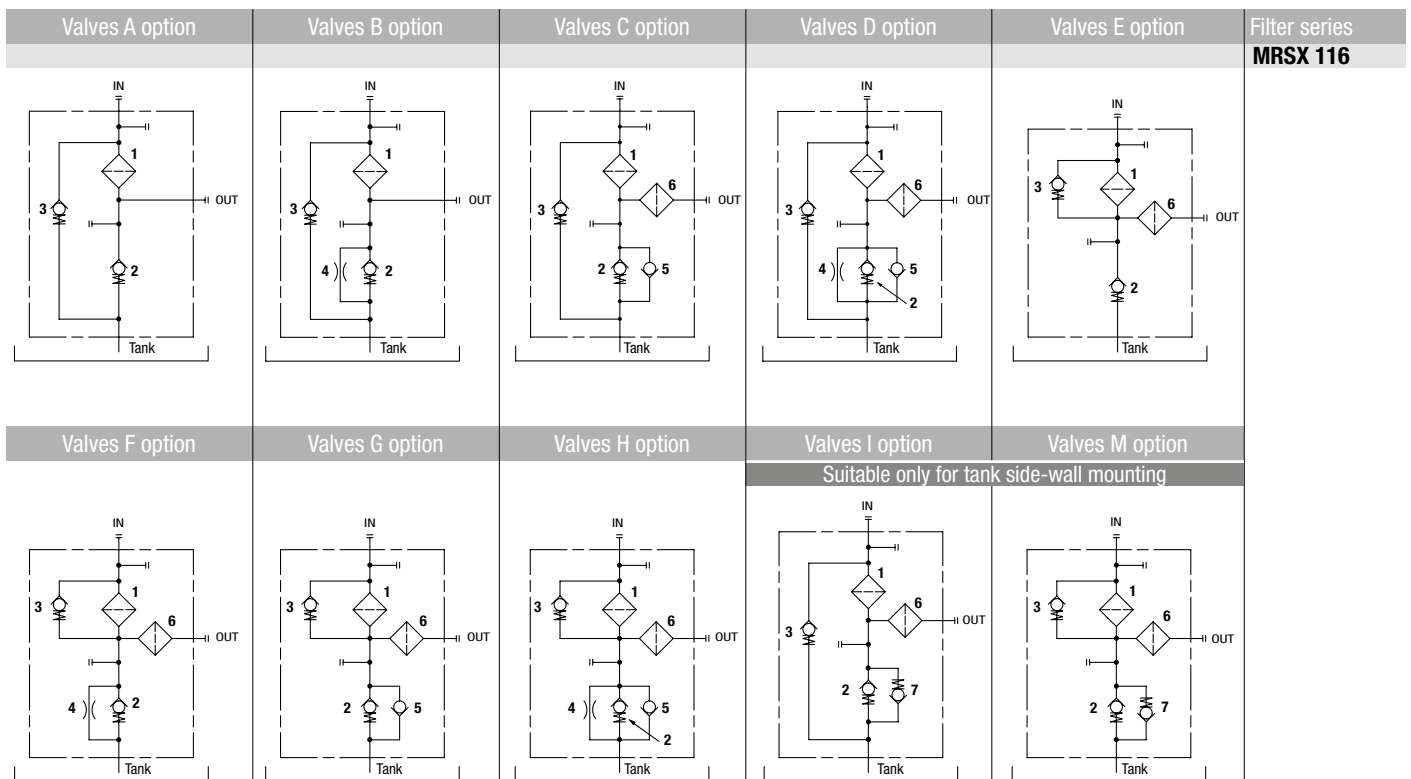 Valves A option
Valves B option
Valves C option
Valves D option
Valves E option
Filter series
MRSX 116
IN
1
3
OUT
2
Tank
IN
1
3
OUT
4
2
Tank
IN
1
6
3
OUT
2
5
Tank
IN
1
6
3
OUT
4
5
2
Tank
IN
1
3
6
OUT
2
Tank
Valves F option
Valves G option
Valves H option
Valves I option
Valves M option
Suitable only for tank side-wall mounting
IN
1
3
6
OUT
4
2
Tank
IN
1
3
6
OUT
2
5
Tank
IN
1
3
6
OUT
4
5
2
Tank
IN
1
6
OUT
3
2
7
Tank
IN
1
3
6
OUT
2
7
Tank